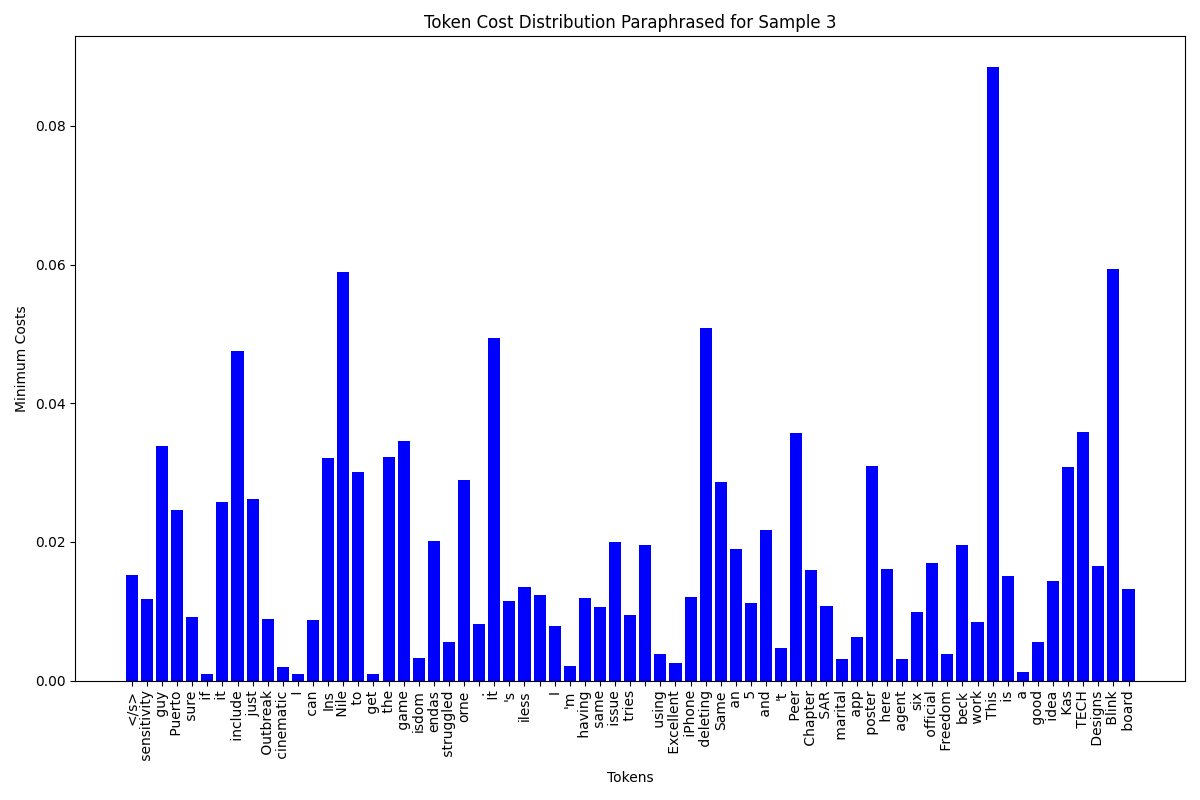 Token Cost Distribution Paraphrased for Sample 3
Minimum Costs
0.08
0.06
0.04
0.02
0.00
</s>
sensitivity
guy
Puerto
sure
if
it
include
just
Outbreak
cinematic
I
can
Ins
Nile
to
get
the
game
isdom
endas
struggled
orne
.
It
's
iless
I
'm
having
same
issue
tries
using
Excellent
iPhone
deleting
Same
an
5
and
't
Peer
Chapter
SAR
marital
app
poster
here
agent
six
official
Freedom
beck
work
This
is
a
good
idea
Kas
TECH
Designs
Blink
board
Tokens